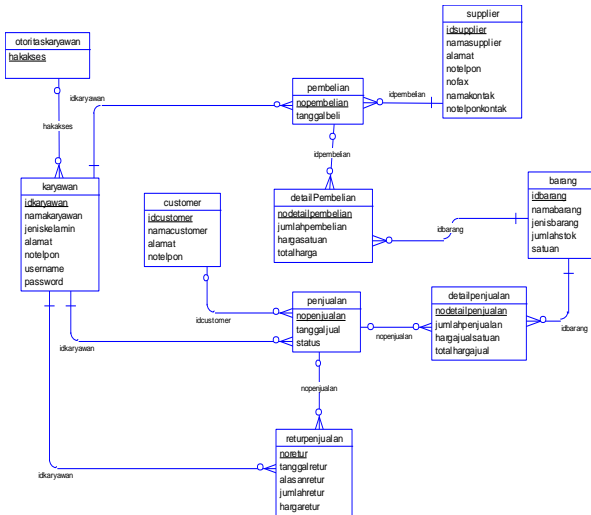 supplier
idsupplier
namasupplier
alamat
notelpon
nofax
namakontak
notelponkontak
otoritaskaryawan
hakakses
idkaryawan
pembelian
nopembelian
tanggalbeli
idpembelian
hakakses
idpembelian
karyawan
idkaryawan
namakaryawan
jeniskelamin
alamat
notelpon
username
password
customer
idcustomer
namacustomer
alamat
notelpon
detailPembelian
nodetailpembelian
jumlahpembelian
hargasatuan
totalharga
barang
idbarang
namabarang
jenisbarang
jumlahstok
satuan
idbarang
penjualan
nopenjualan
tanggaljual
status
detailpenjualan
nodetailpenjualan
jumlahpenjualan
hargajualsatuan
totalhargajual
idcustomer
nopenjualan
idbarang
idkaryawan
nopenjualan
returpenjualan
noretur
tanggalretur
alasanretur
jumlahretur
hargaretur
idkaryawan